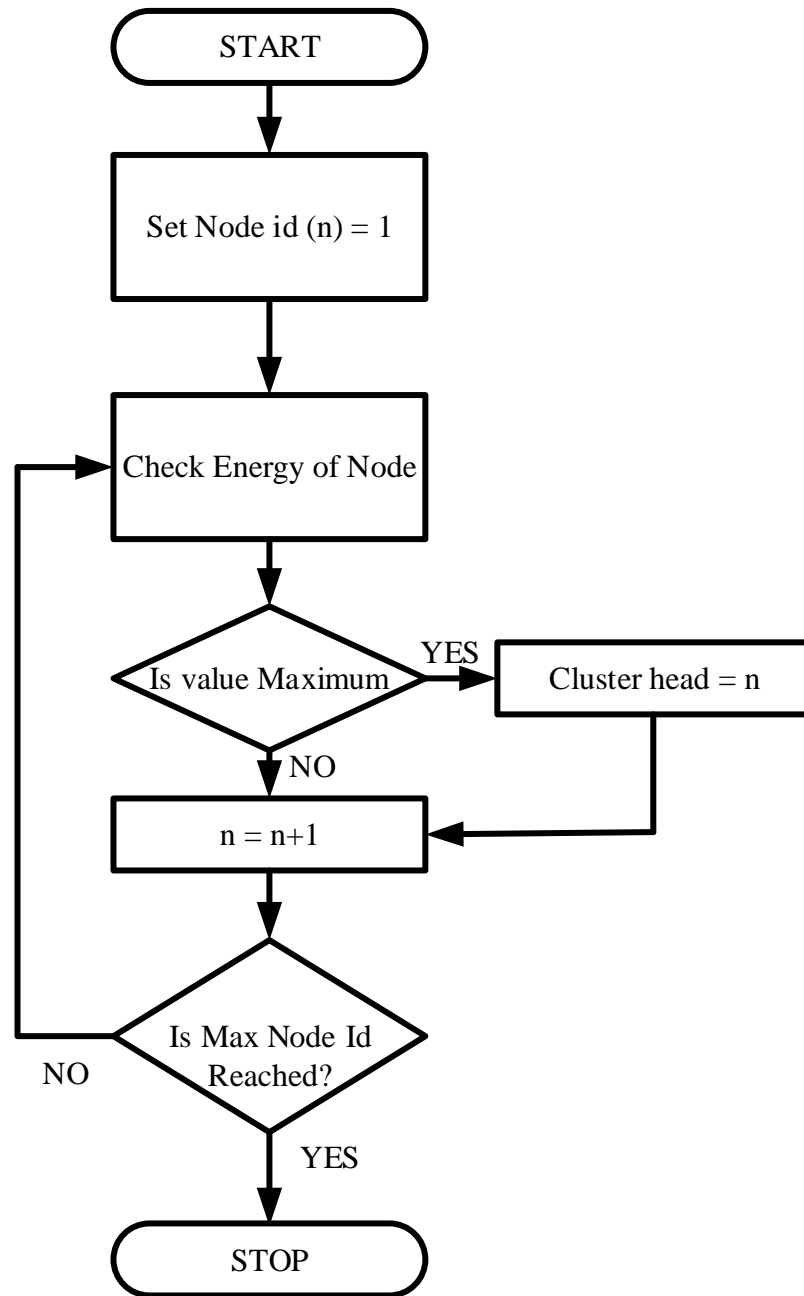 START
Set Node id (n) = 1
Check Energy of Node
Is value Maximum
YES
Cluster head = n
NO
n = n+1
Is Max Node Id
Reached?
NO
YES
STOP